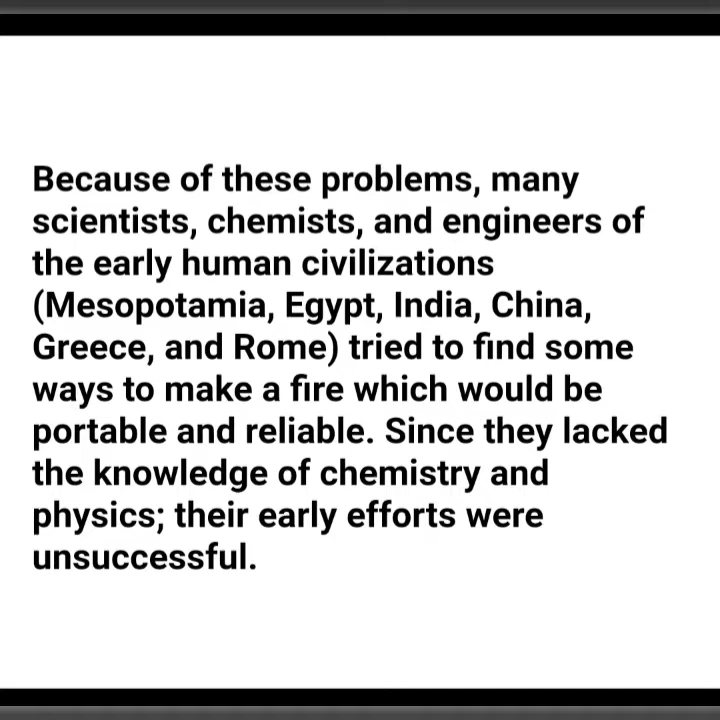 Because of these problems, many
scientists, chemists, and engineers of
the early human civilizations
(Mesopotamia, Egypt, India, China,
Greece, and Rome) tried to find some
ways to make a fire which would be
portable and reliable. Since they lacked
the knowledge of chemistry and
physics; their early efforts were
unsuccessful.